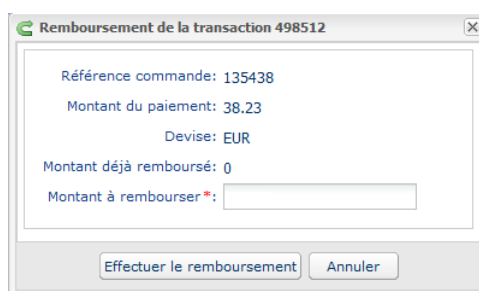 Remboursement de la transaction 498512
Référence commande: 135438
Montant du paiement: 38.23
Devise: EUR
Montant déjà remboursé: 0
Montant à rembourser*:
Effectuer le remboursement Annuler